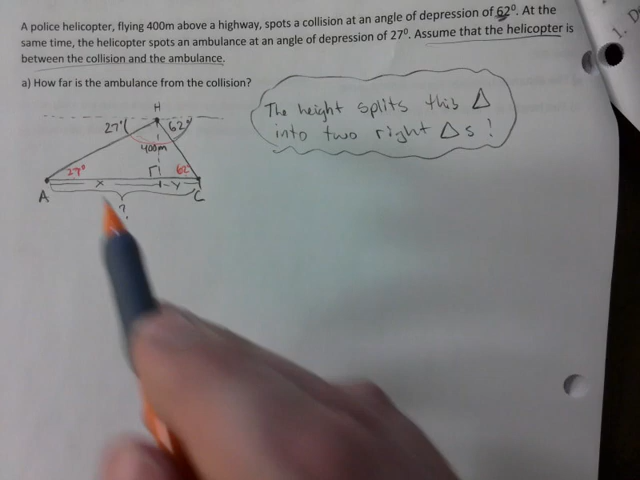 A police helicopter, flying 400m above a highway, spots a collision at an angle of depression of 62⁰. At the
same time, the helicopter spots an ambulance at an angle of depression of 27⁰. Assume that the helicopter is
between the collision and the ambulance.
1.
a) How far is the ambulance from the collision?
The height splits this Δ
into two right Δs!
H
27° 62°
400m
27° 62
x y
A C
?